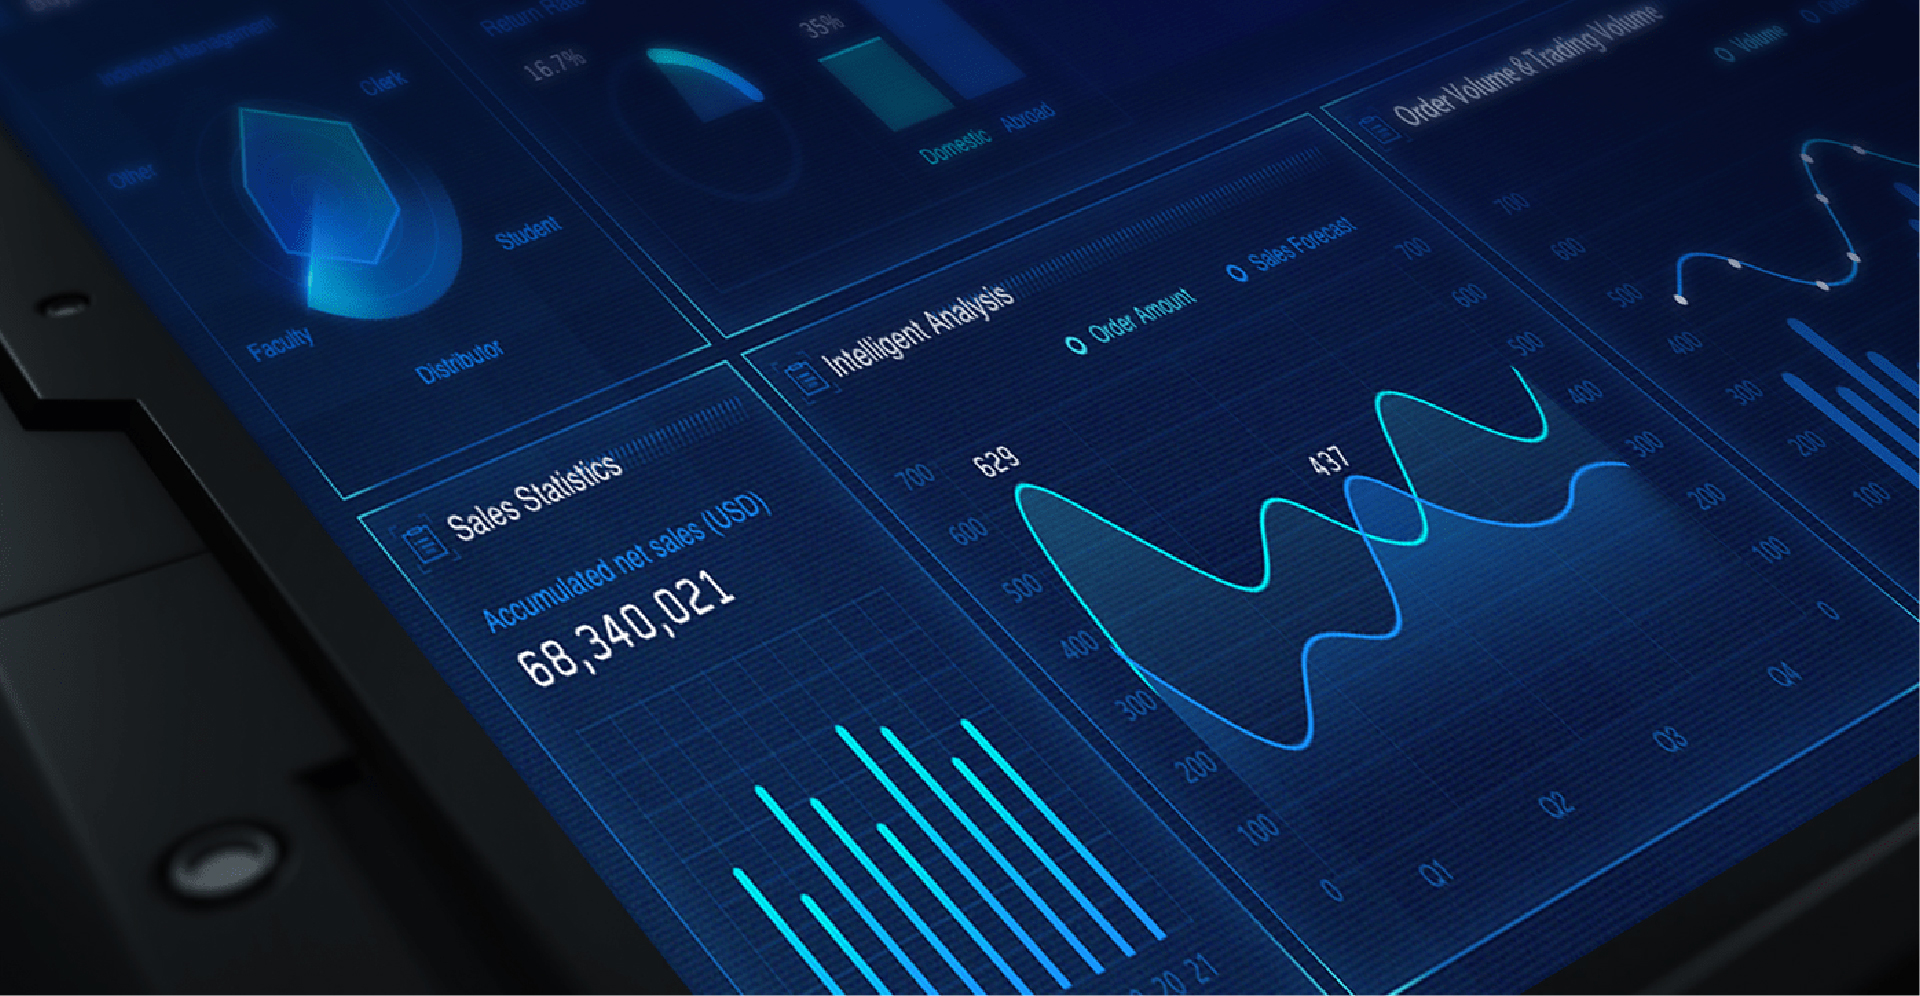 Individual Management
Clerk
Other
Student
Faculty
Distributor
Return Rate
16.7%
35%
Domestic
Abroad
Sales Statistics
Accumulated net sales (USD)
68,340,021
20 21
Intelligent Analysis
Order Amount
Sales Forecast
629
437
700
600
500
400
300
200
100
0
700
600
500
400
300
200
100
0
Q1
Q2
Q3
Q4
Order Volume & Trading Volume
Volume
700
600
500
400
300
200
100